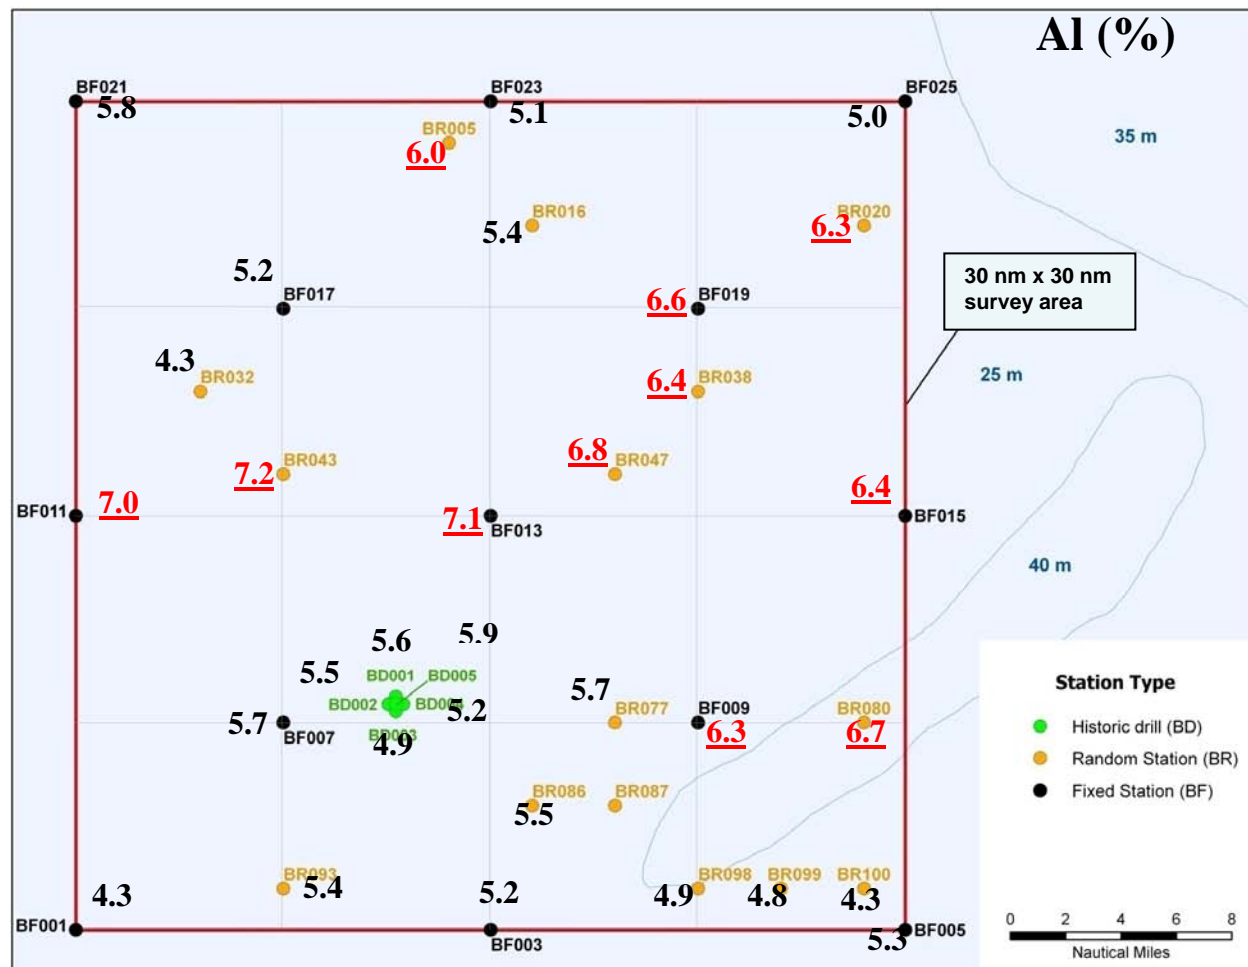 Al (%)
BF021
BF023
BF025
5.8
5.1
5.0
BR005
35 m
6.0
BR016
BR020
5.4
6.3
5.2
30 nm x 30 nm
survey area
BF017
BF019
6.6
4.3
BR032
BR038
6.4
25 m
BR043
7.2
6.8
BR047
7.0
6.4
BF011
7.1
BF013
BF015
40 m
5.6
5.9
5.5
BD001
BD005
BD002
BD004
5.7
5.2
BR077
BF009
BR080
5.7
BF007
BD003
4.9
6.3
6.7
Station Type
Historic drill (BD)
Random Station (BR)
Fixed Station (BF)
BR086
BR087
5.5
BR093
5.4
4.3
5.2
BR098
4.9
BR099
4.8
BR100
4.3
BF001
BF003
5.3
BF005
0 2 4 6 8
Nautical Miles